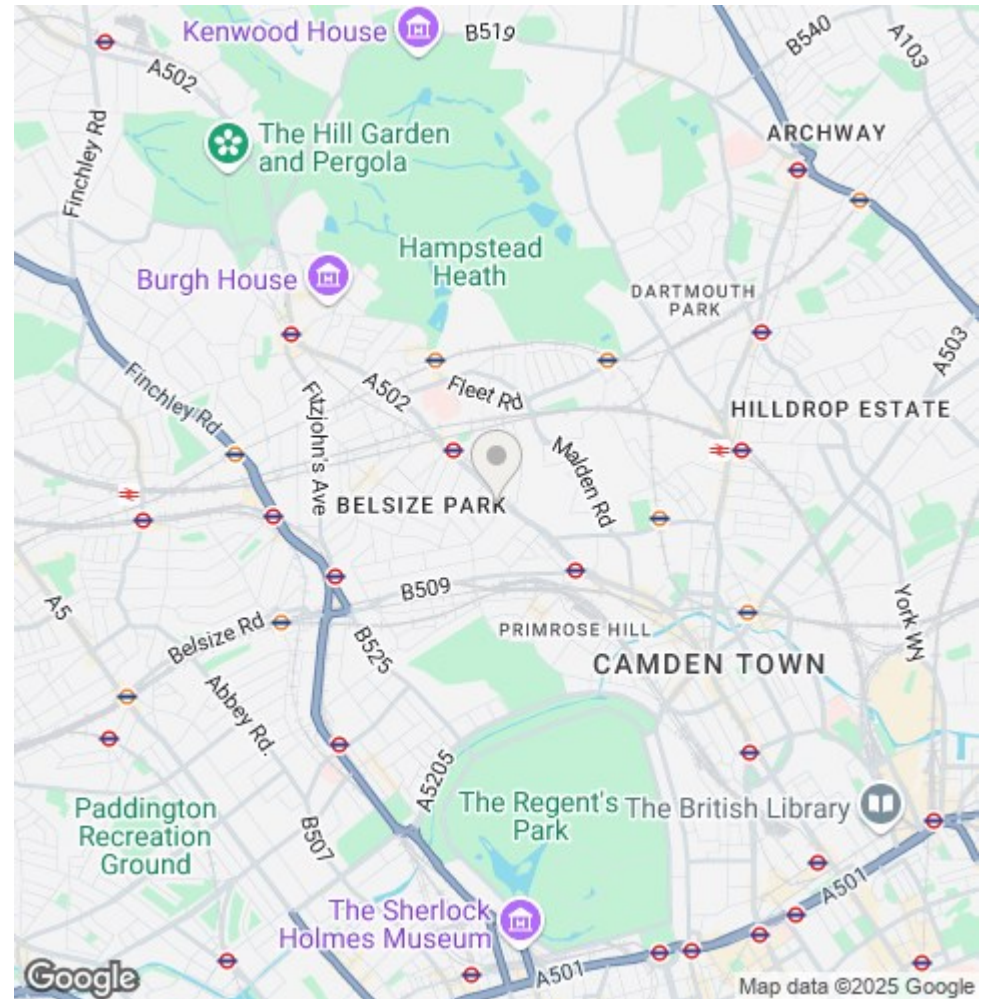 Kenwood House
B519
B540
A103
A502
Finchley Rd
The Hill Garden
and Pergola
ARCHWAY
Hampstead
Heath
Burgh House
DARTMOUTH
PARK
A503
Finchley Rd
Fitzjohn's Ave
A502
Fleet Rd
HILLDROP ESTATE
Malden Rd
BELSIZE PARK
A5
B509
York Wy
Belsize Rd
B525
PRIMROSE HILL
CAMDEN TOWN
Abbey Rd.
A5205
Paddington
Recreation
Ground
B507
The Regent's
Park
The British Library
A501
The Sherlock
Holmes Museum
A501
Google
Map data ©2025 Google